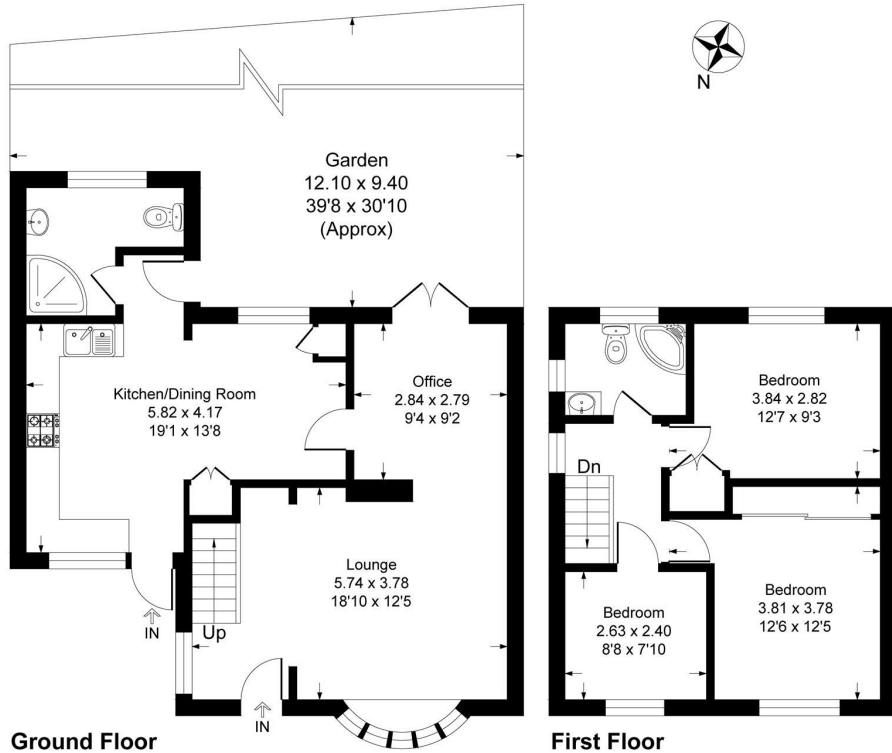 N
Garden
12.10 x 9.40
39'8 x 30'10
(Approx)
Kitchen/Dining Room
5.82 x 4.17
19'1 x 13'8
Office
2.84 x 2.79
9'4 x 9'2
Lounge
5.74 x 3.78
18'10 x 12'5
Up
IN
IN
Ground Floor
Bedroom
3.84 x 2.82
12'7 x 9'3
Dn
Bedroom
3.81 x 3.78
12'6 x 12'5
Bedroom
2.63 x 2.40
8'8 x 7'10
First Floor